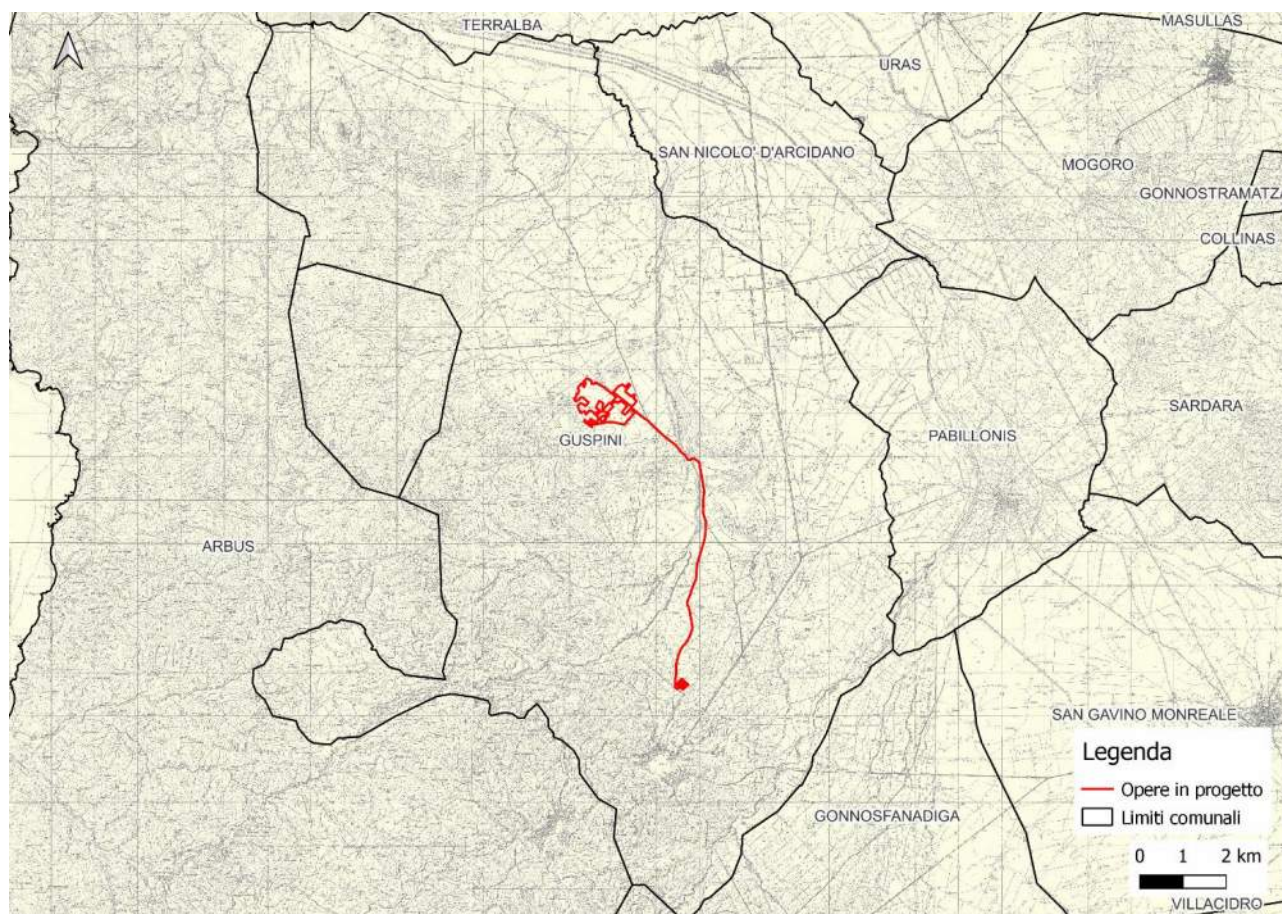 TERRALBA
MASULLAS
URAS
SAN NICOLO' D'ARCIDANO
MOGORO
GONNOSTRAMATZA
COLLINAS
SARDARA
PABILLONIS
GUSPINI
ARBUS
SAN GAVINO MONREALE
GONNOSFANADIGA
Legenda
Opere in progetto
Limiti comunali
0 1 2 km
VILLACIDRO